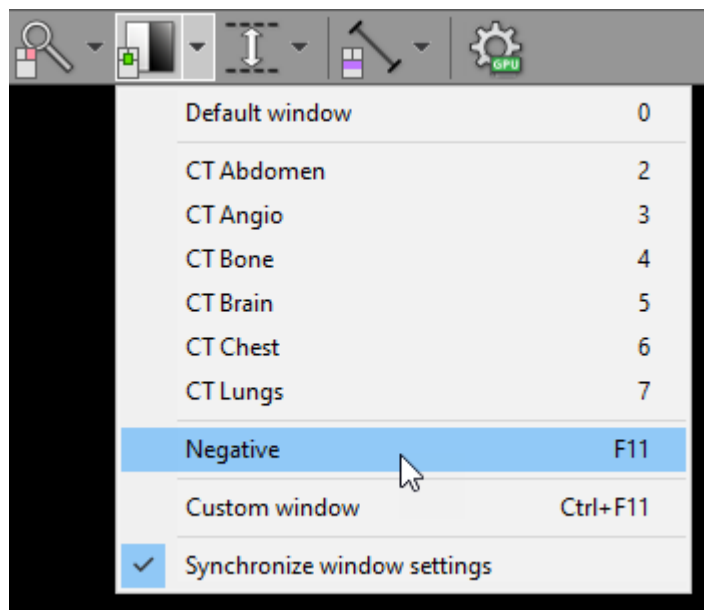 GPU
Default window 0
CT Abdomen 2
CT Angio 3
CT Bone 4
CT Brain 5
CT Chest 6
CT Lungs 7
Negative F11
Custom window Ctrl+F11
Synchronize window settings